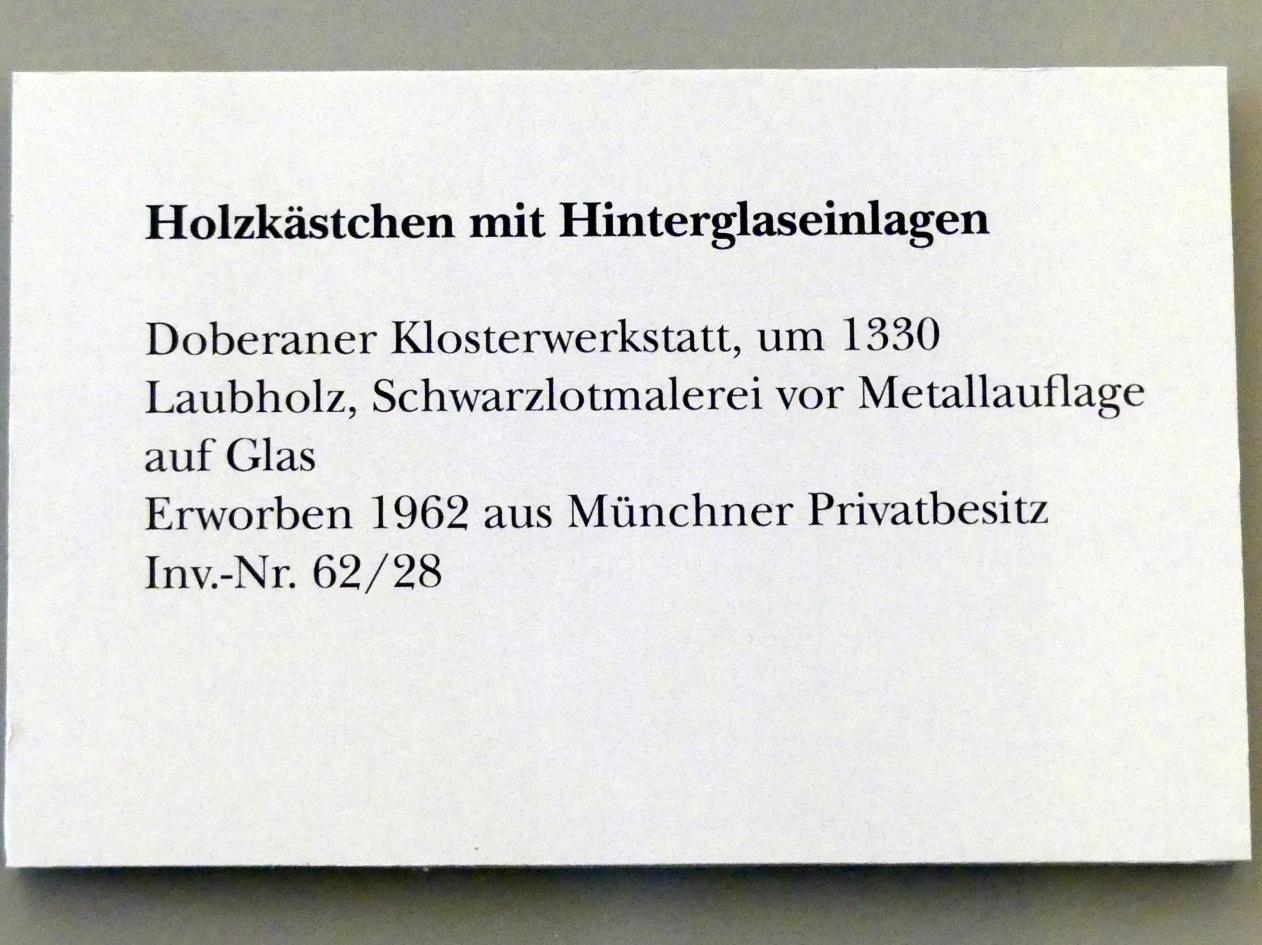 Holzkästchen mit Hinterglaseinlagen
Doberaner Klosterwerkstatt, um 1330
Laubholz, Schwarzlotmalerei vor Metallauflage
auf Glas
Erworben 1962 aus Münchner Privatbesitz
Inv.-Nr. 62/28